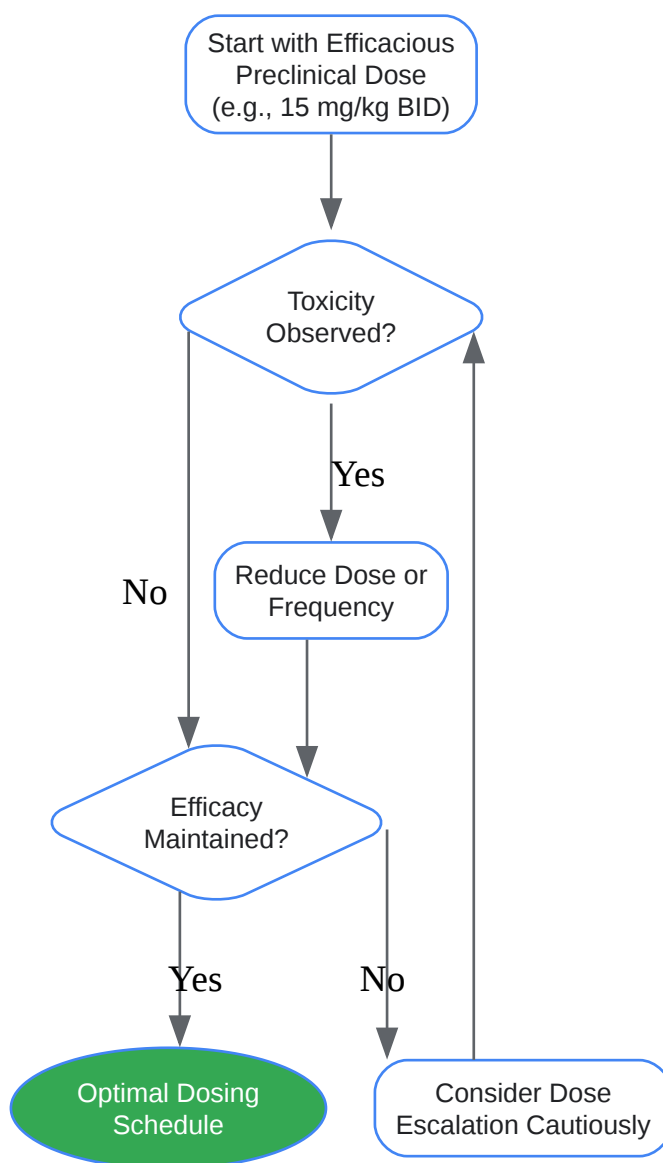 Start with Efficacious
Preclinical Dose
(e.g., 15 mg/kg BID)
Toxicity
Observed?
Yes
No
Reduce Dose or
Frequency
Efficacy
Maintained?
Yes
No
Optimal Dosing
Schedule
Consider Dose
Escalation Cautiously